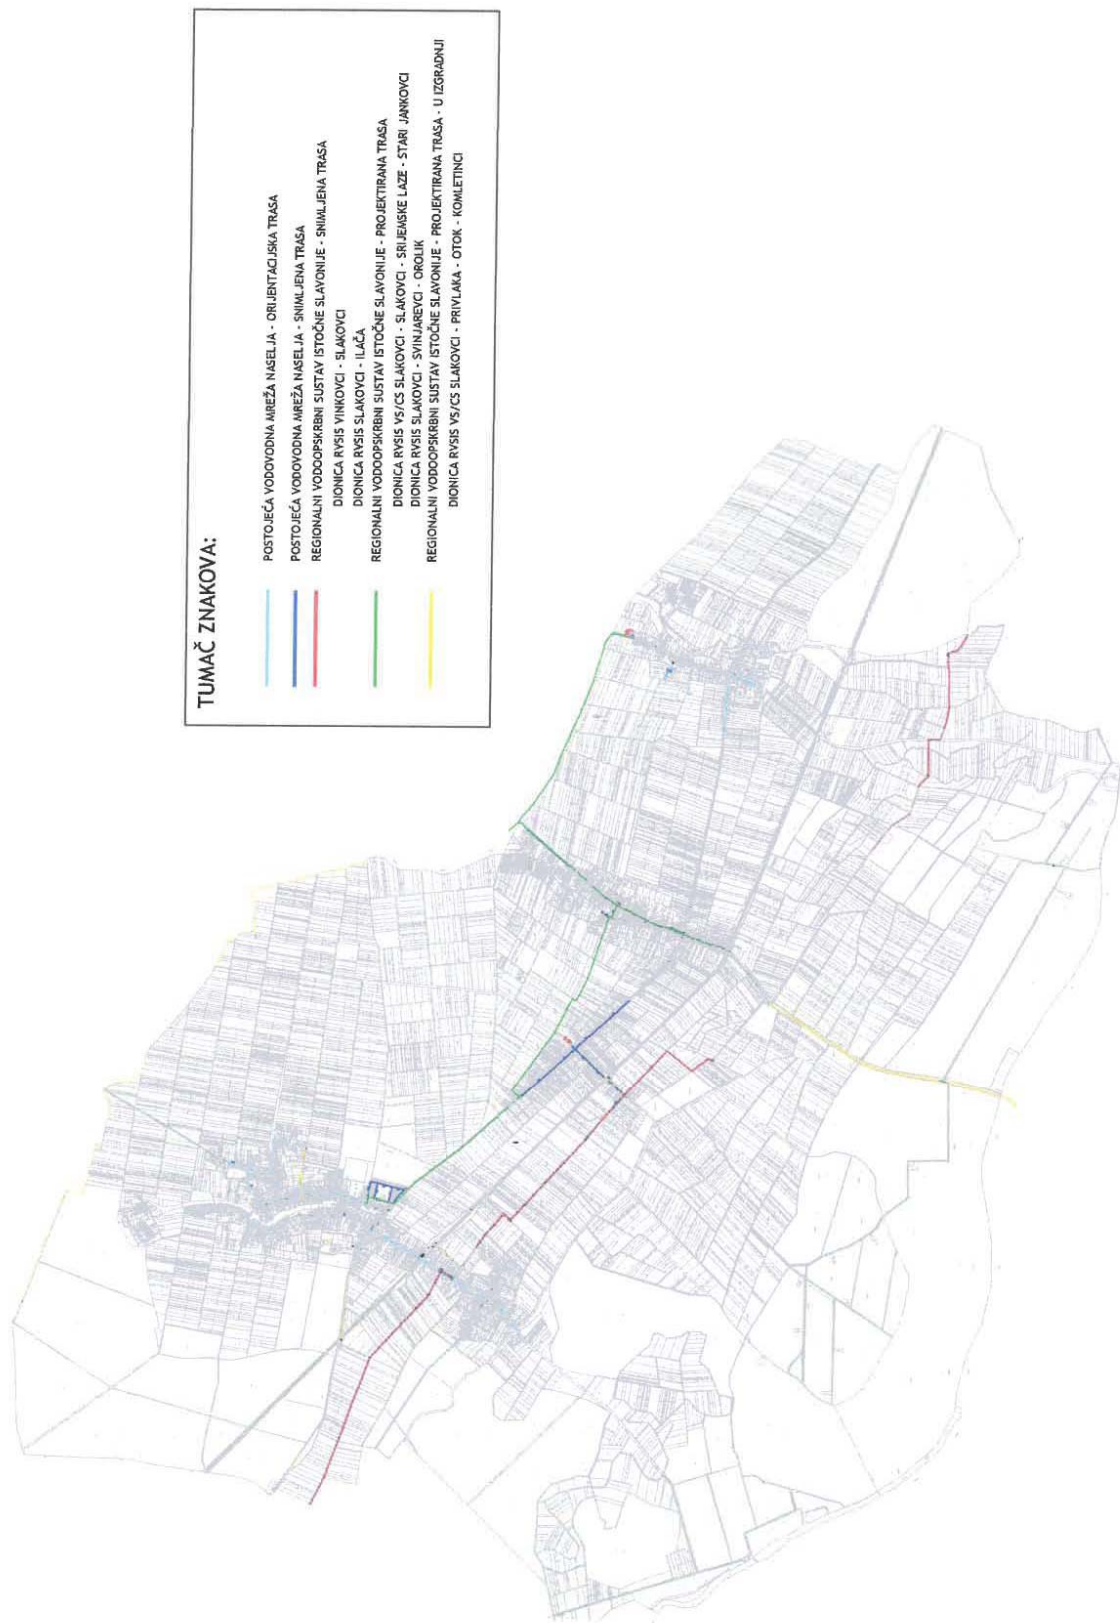 TUMAČ ZNAKOVA:
POSTOJEĆA VODOVODNA MREŽA NASELJA - ORIJENTACIJSKA TRASA
POSTOJEĆA VODOVODNA MREŽA NASELJA - SNIMLJENA TRASA
REGIONALNI VODOOPSKRBNI SUSTAV ISTOČNE SLAVONIJE - SNIMLJENA TRASA
DIONICA RVSIS VINKOVCI - SLAKOVCI
DIONICA RVSIS SLAKOVCI - ILAČA
REGIONALNI VODOOPSKRBNI SUSTAV ISTOČNE SLAVONIJE - PROJEKTIRANA TRASA
DIONICA RVSIS VS/CS SLAKOVCI - SLAKOVCI - SRIJEMSKE LAZE - STARI JANKOVCI
DIONICA RVSIS SLAKOVCI - SVINJAREVCI - OROLIK
REGIONALNI VODOOPSKRBNI SUSTAV ISTOČNE SLAVONIJE - PROJEKTIRANA TRASA - U IZGRADNJI
DIONICA RVSIS VS/CS SLAKOVCI - PRIVLAKA - OTOK - KOMLETINCI